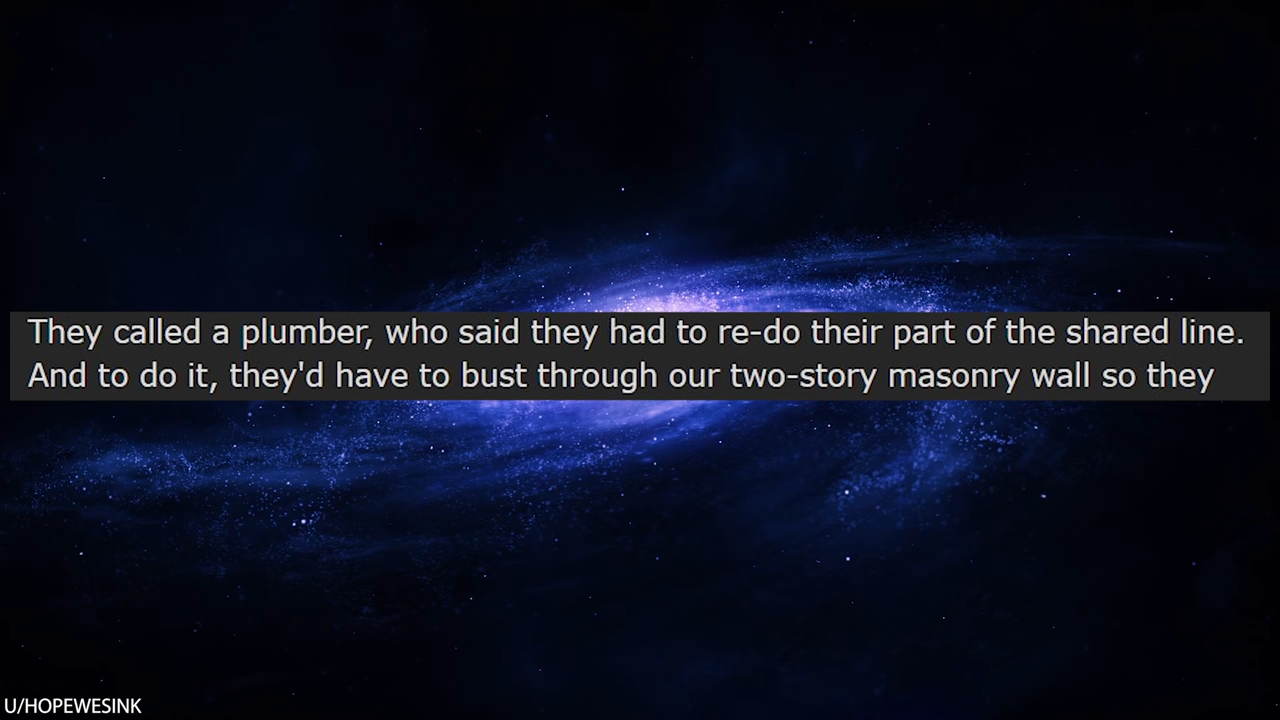 They called a plumber, who said they had to re-do their part of the shared line.
And to do it, they'd have to bust through our two-story masonry wall so they
U/HOPEWESINK